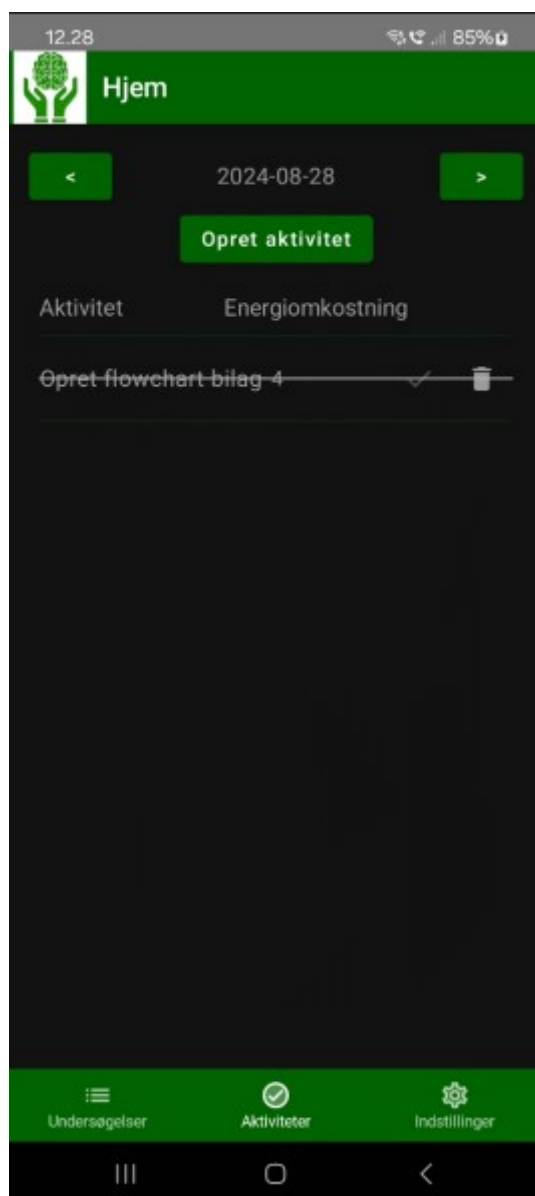 12.28 85%
Hjem
< 2024-08-28 >
Opret aktivitet
Aktivitet Energiomkostning
Opret flowchart bilag 4
Undersøgelser Aktiviteter Indstillinger